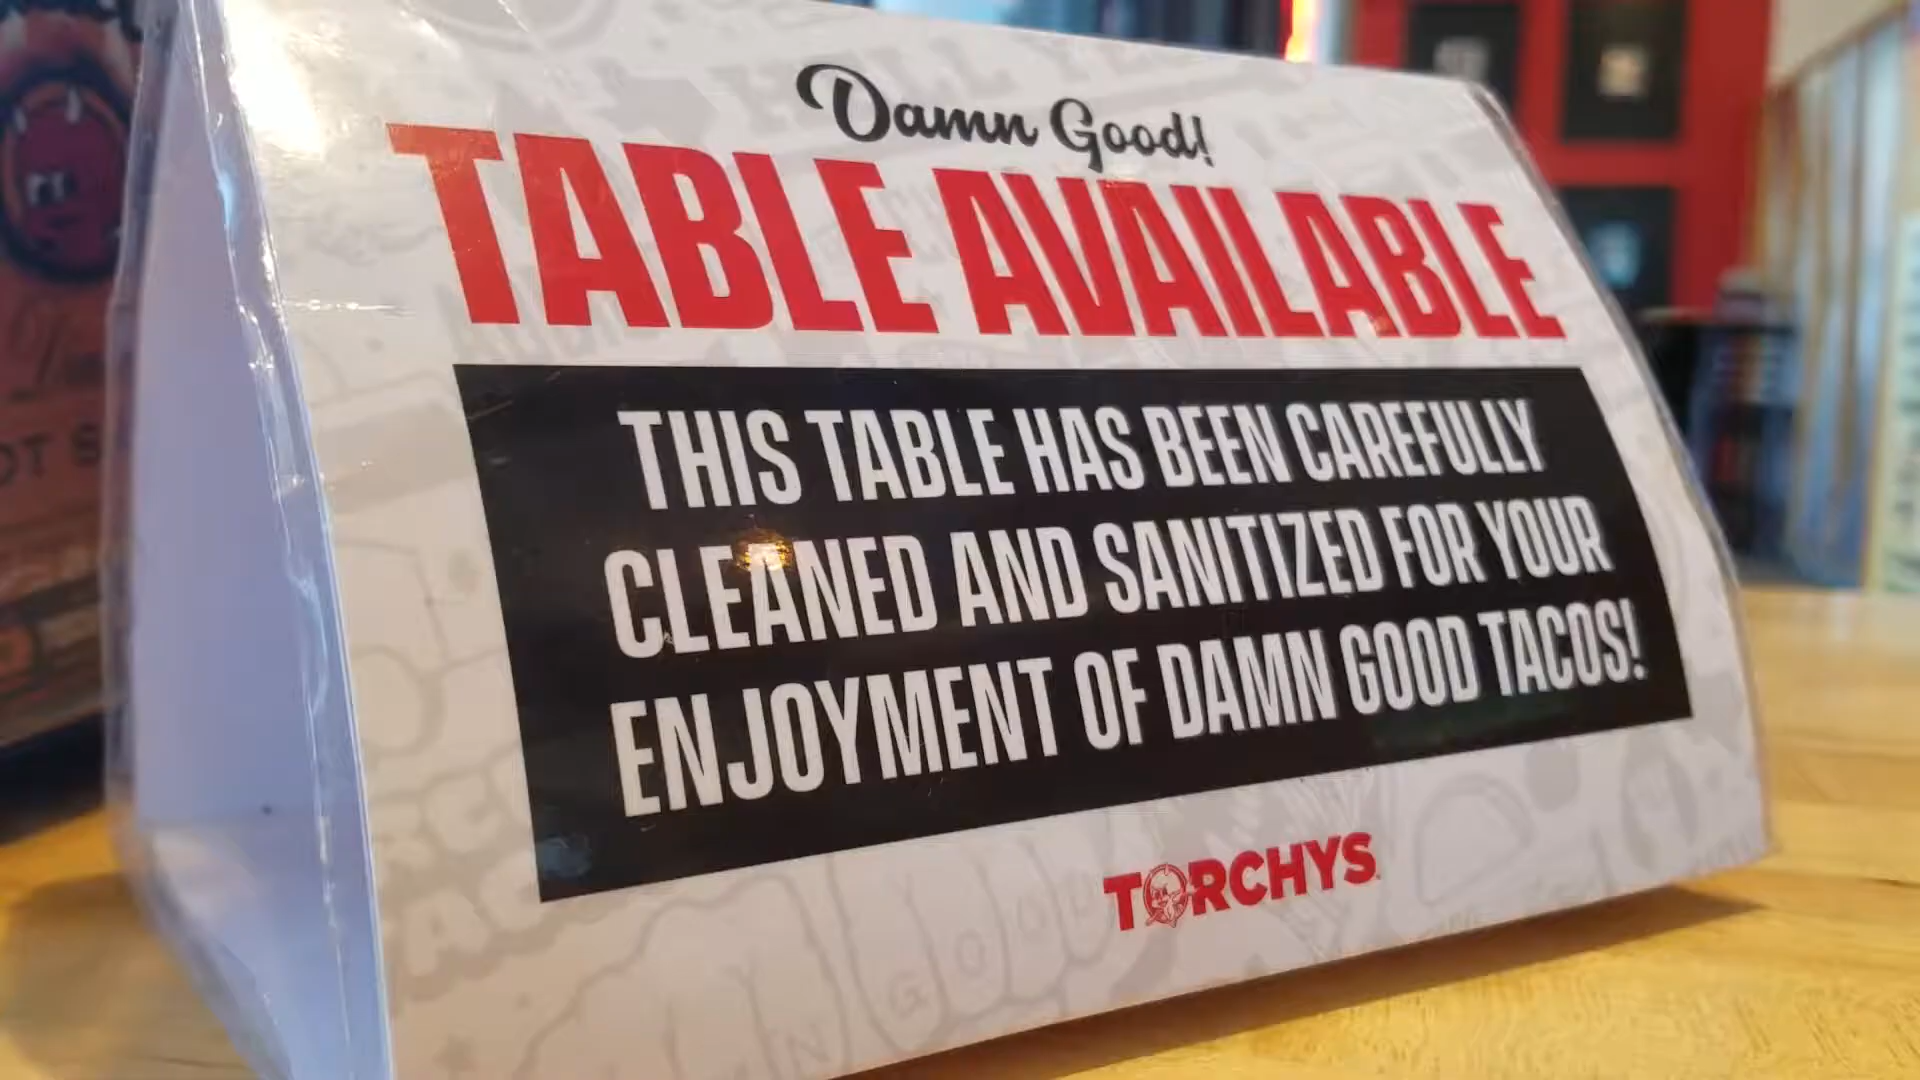 Damn Good!
TABLE AVAILABLE
THIS TABLE HAS BEEN CAREFULLY
CLEANED AND SANITIZED FOR YOUR
ENJOYMENT OF DAMN GOOD TACOS!
TORCHYS